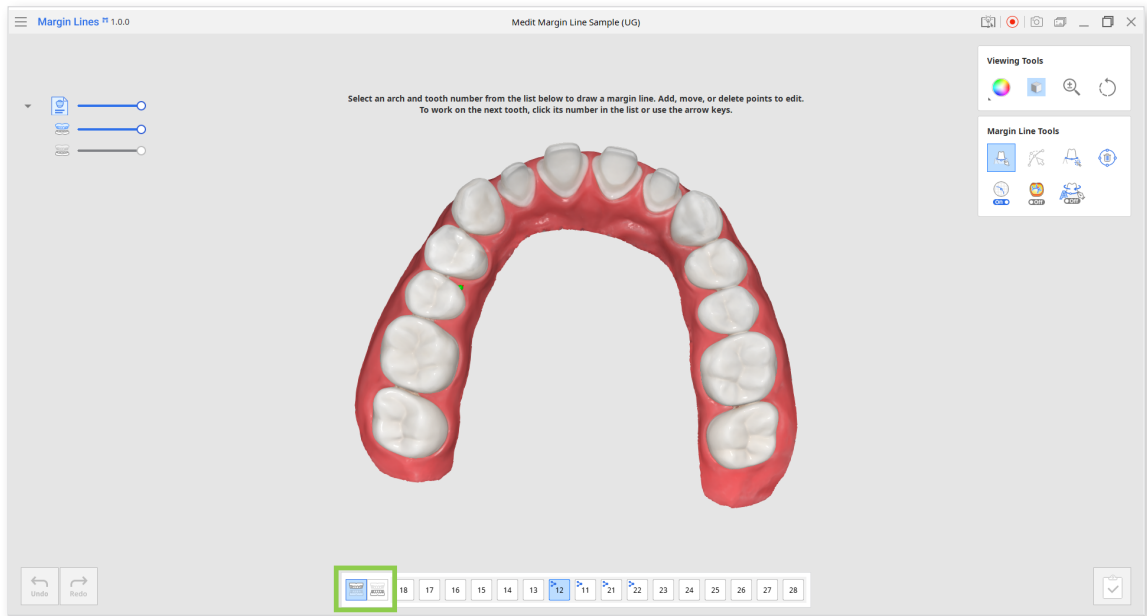 Margin Lines M 1.0.0
Medit Margin Line Sample (UG)
Select an arch and tooth number from the list below to draw a margin line. Add, move, or delete points to edit.
To work on the next tooth, click its number in the list or use the arrow keys.
Viewing Tools
Margin Line Tools
ON
OFF
OFF
Undo
Redo
18 17 16 15 14 13 12 11 21 22 23 24 25 26 27 28